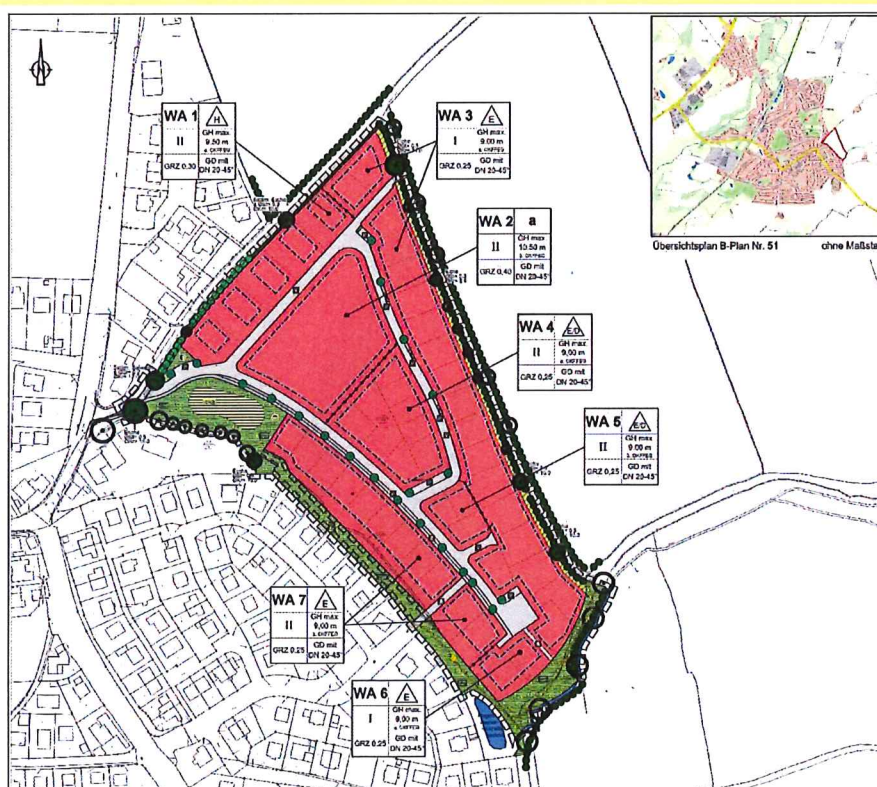 WA 1
H
II
GH max
9,50 m
GRZ 0,30
GD mit
DN 20-45°
WA 3
E
I
GH max
9,00 m
GRZ 0,25
GD mit
DN 20-45°
WA 2
a
II
GH max
10,50 m
GRZ 0,40
GD mit
DN 20-45°
WA 4
E/D
II
GH max
9,00 m
GRZ 0,25
GD mit
DN 20-45°
WA 5
E/D
II
GH max
9,00 m
GRZ 0,25
GD mit
DN 20-45°
WA 7
E
II
GH max
9,00 m
GRZ 0,25
GD mit
DN 20-45°
WA 6
E
I
GH max
9,00 m
GRZ 0,25
GD mit
DN 20-45°
Übersichtsplan B-Plan Nr. 51 ohne Maßsta